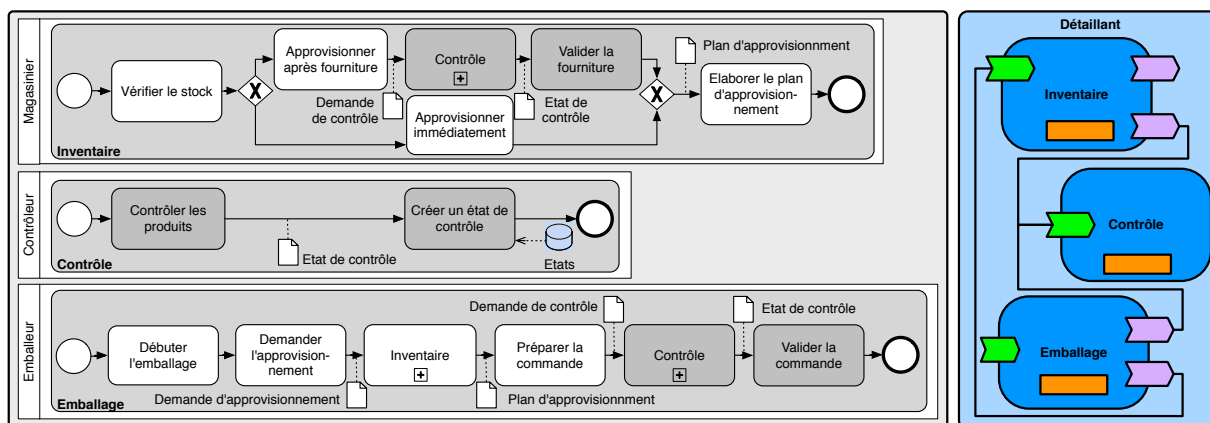 Magasinier
Vérifier le stock
X
Approvisionner
après fourniture
Demande
de contrôle
Contrôle
Approvisionner
immédiatement
Etat de
contrôle
Valider la
fourniture
X
Plan d'approvisionnment
Elaborer le plan
d'approvision-
nement
Inventaire
Contrôleur
Contrôler les
produits
Etat de contrôle
Créer un état de
contrôle
Etats
Contrôle
Emballeur
Débuter
l'emballage
Demander
l'approvision-
nement
Demande d'approvisionnement
Inventaire
Plan d'approvisionnment
Préparer la
commande
Demande de contrôle
Contrôle
Etat de contrôle
Valider la
commande
Emballage
Détaillant
Inventaire
Contrôle
Emballage